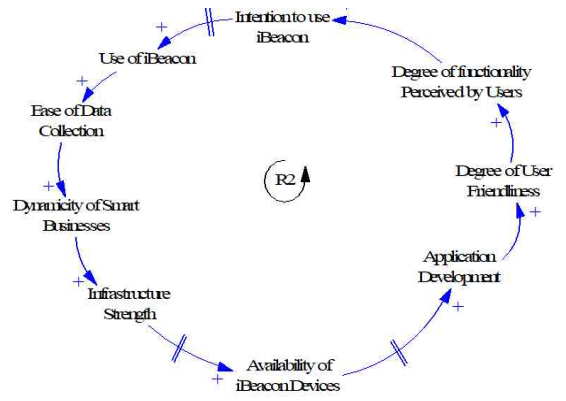 Intention to use
iBeacon
+
Use of iBeacon
+
Ease of Data
Collection
+
Dynamicity of Smart
Businesses
+
Infrastructure
Strength
+
Availability of
iBeacon Devices
+
Application
Development
+
Degree of User
Friendliness
+
Degree of functionality
Perceived by Users
R2